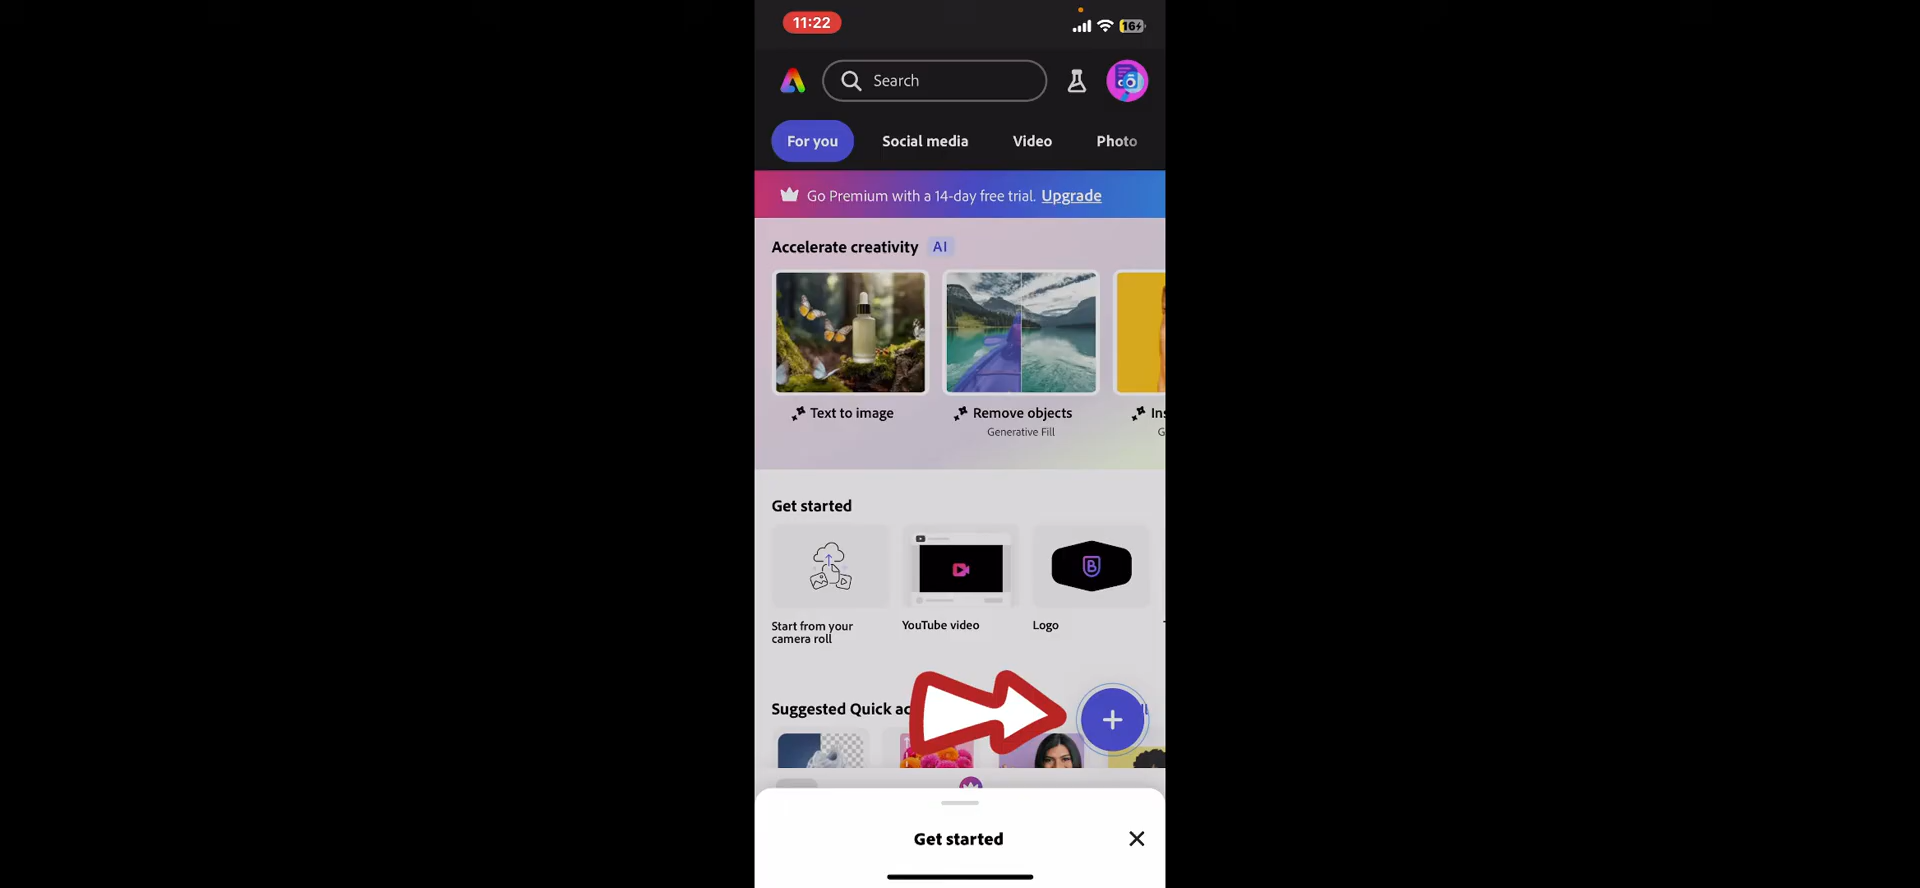 11:22
16
Search
For you Social media Video Photo
Go Premium with a 14-day free trial. Upgrade
Accelerate creativity AI
Text to image
Remove objects
Generative Fill
Get started
Start from your
camera roll
YouTube video
Logo
Suggested Quick
Get started